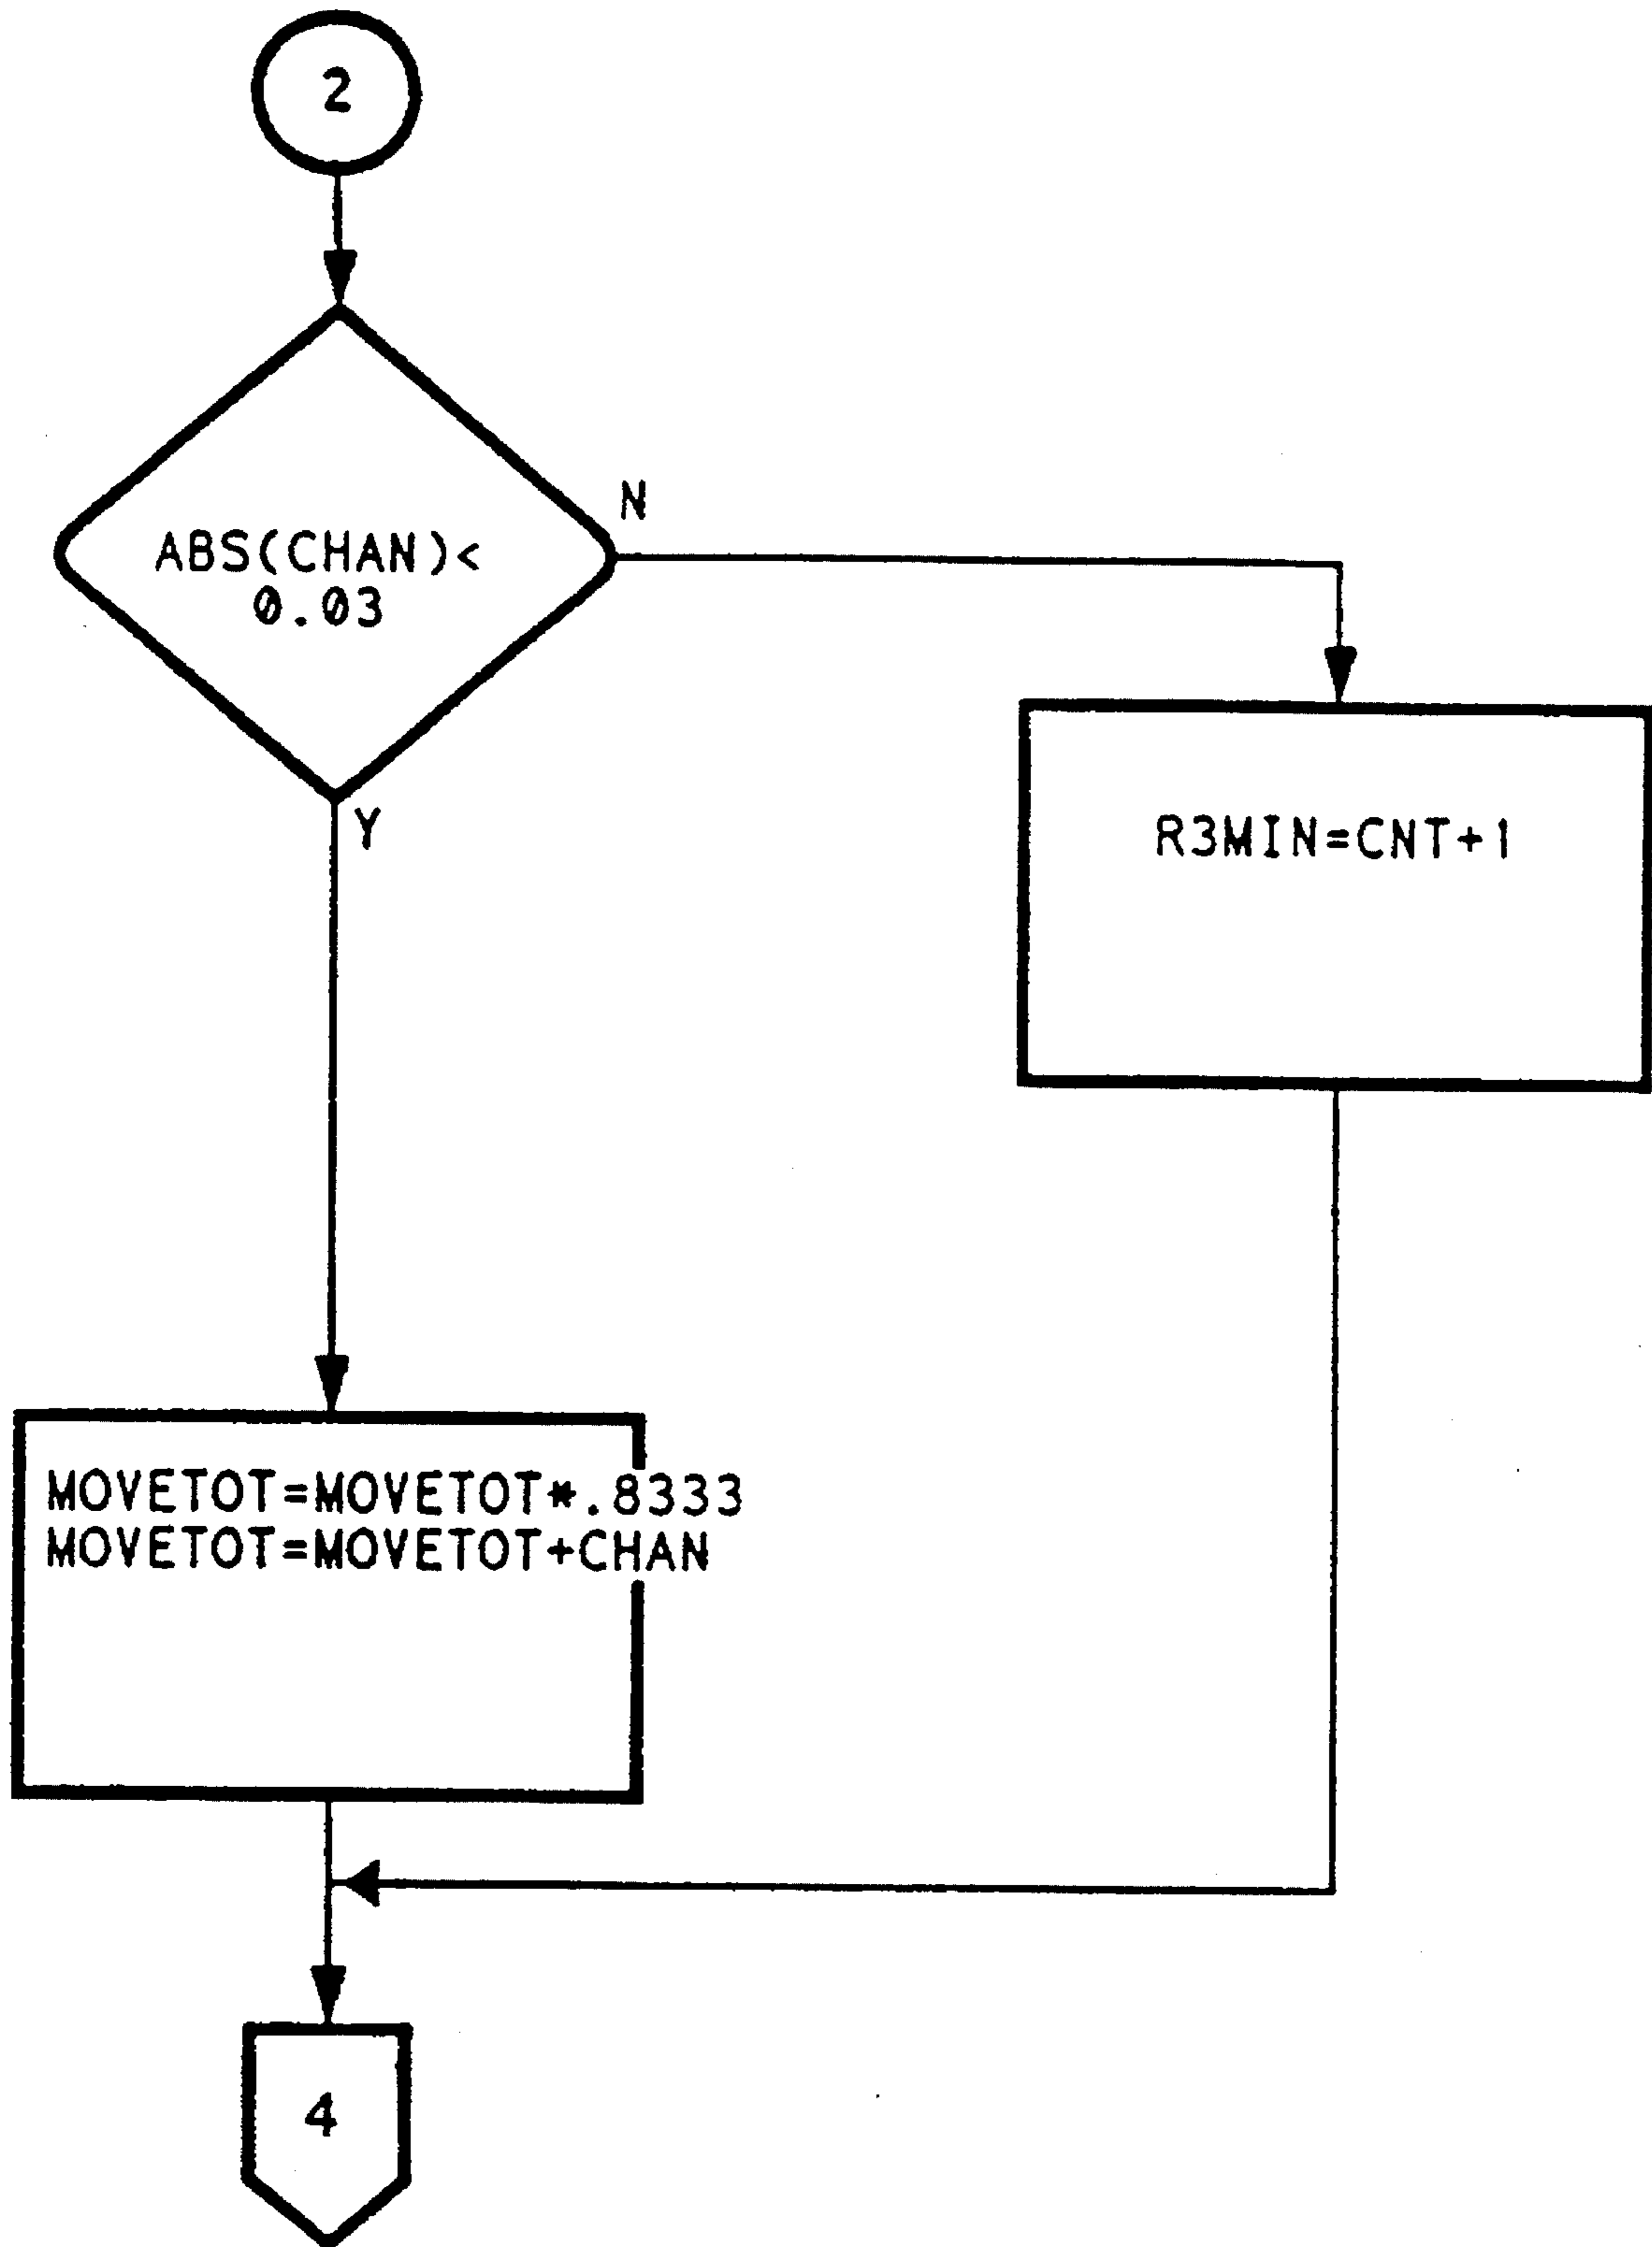 2
ABS(CHAN)<
0.03
N
Y
R3MIN=CNT+1
MOVETOT=MOVETOT*.8333
MOVETOT=MOVETOT+CHAN
4